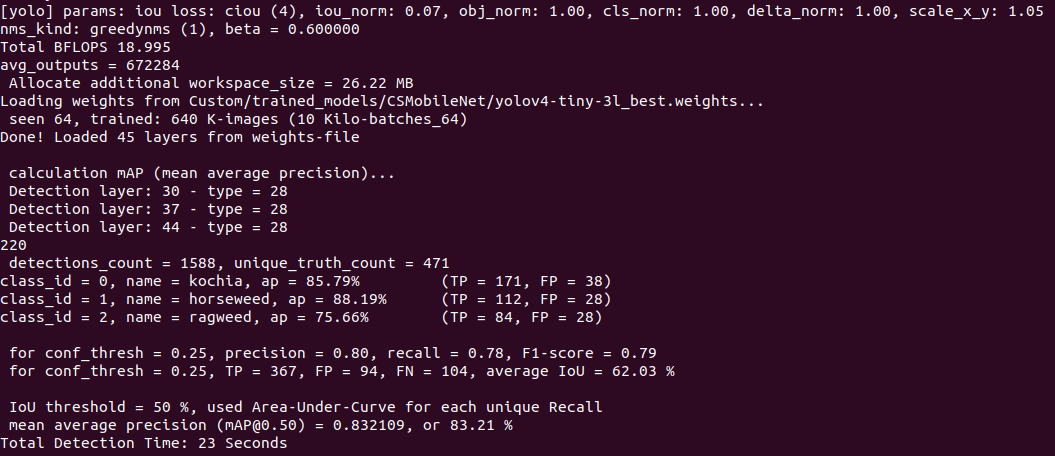 [yolo] params: iou loss: ciou (4), iou_norm: 0.07, obj_norm: 1.00, cls_norm: 1.00, delta_norm: 1.00, scale_x_y: 1.05
nms_kind: greedynms (1), beta = 0.600000
Total BFLOPS 18.995
avg_outputs = 672284
Allocate additional workspace_size = 26.22 MB
Loading weights from Custom/trained_models/CSMobileNet/yolov4-tiny-3l_best.weights...
seen 64, trained: 640 K-images (10 Kilo-batches_64)
Done! Loaded 45 layers from weights-file
calculation mAP (mean average precision)...
Detection layer: 30 - type = 28
Detection layer: 37 - type = 28
Detection layer: 44 - type = 28
220
detections_count = 1588, unique_truth_count = 471
class_id = 0, name = kochia, ap = 85.79% (TP = 171, FP = 38)
class_id = 1, name = horseweed, ap = 88.19% (TP = 112, FP = 28)
class_id = 2, name = ragweed, ap = 75.66% (TP = 84, FP = 28)
for conf_thresh = 0.25, precision = 0.80, recall = 0.78, F1-score = 0.79
for conf_thresh = 0.25, TP = 367, FP = 94, FN = 104, average IoU = 62.03 %
IoU threshold = 50 %, used Area-Under-Curve for each unique Recall
mean average precision (mAP@0.50) = 0.832109, or 83.21 %
Total Detection Time: 23 Seconds